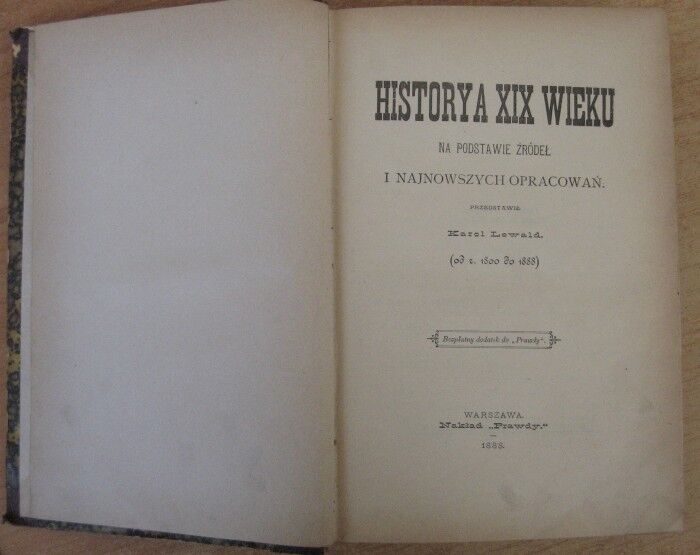 HISTORYA XIX WIEKU
NA PODSTAWIE ŹRÓDEŁ
I NAJNOWSZYCH OPRACOWAŃ.
PRZEDSTAWIŁ
Karol Lewald.
(od r. 1800 do 1888)
Bezpłatny dodatek do „Prawdy“.
WARSZAWA.
Nakład „Prawdy.“
1888.